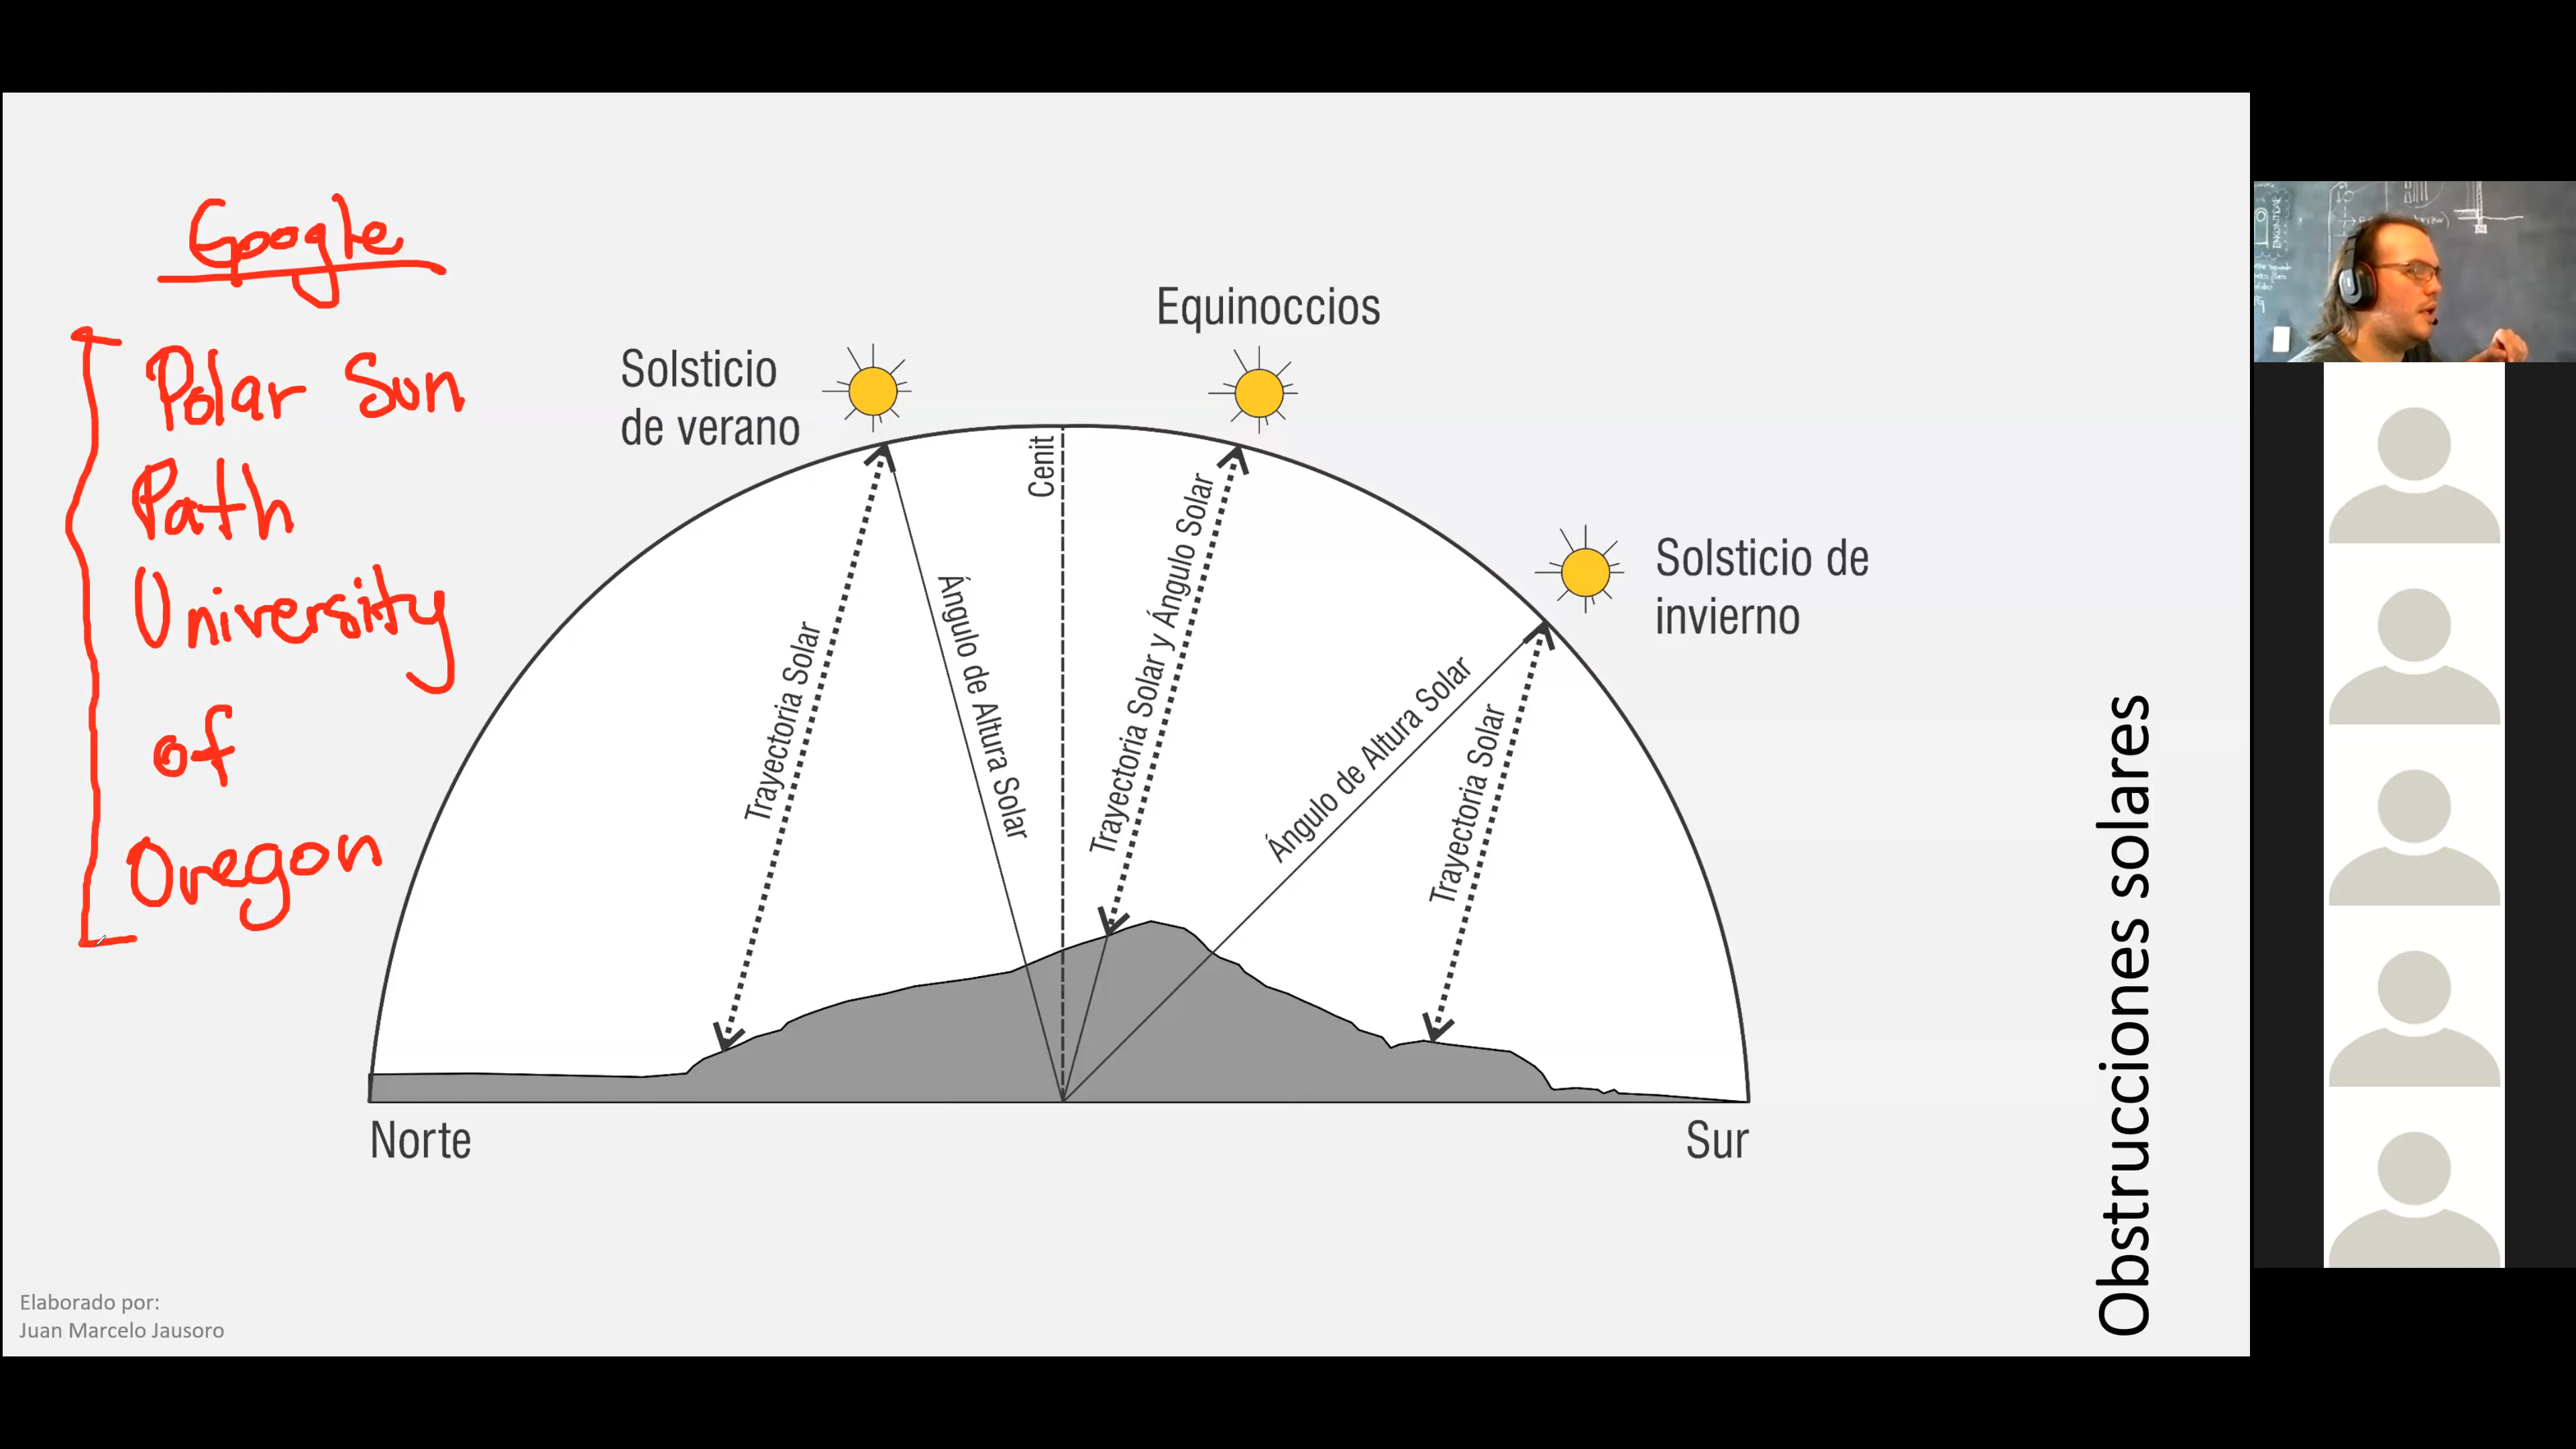 Google
Polar Sun
Path
University
of
Oregon
Solsticio
de verano
Equinoccios
Solsticio de
invierno
Cenit
Trayectoria Solar
Ángulo de Altura Solar
Trayectoria Solar y Ángulo Solar
Ángulo de Altura Solar
Trayectoria Solar
Norte
Sur
Obstrucciones solares
Elaborado por:
Juan Marcelo Jausoro